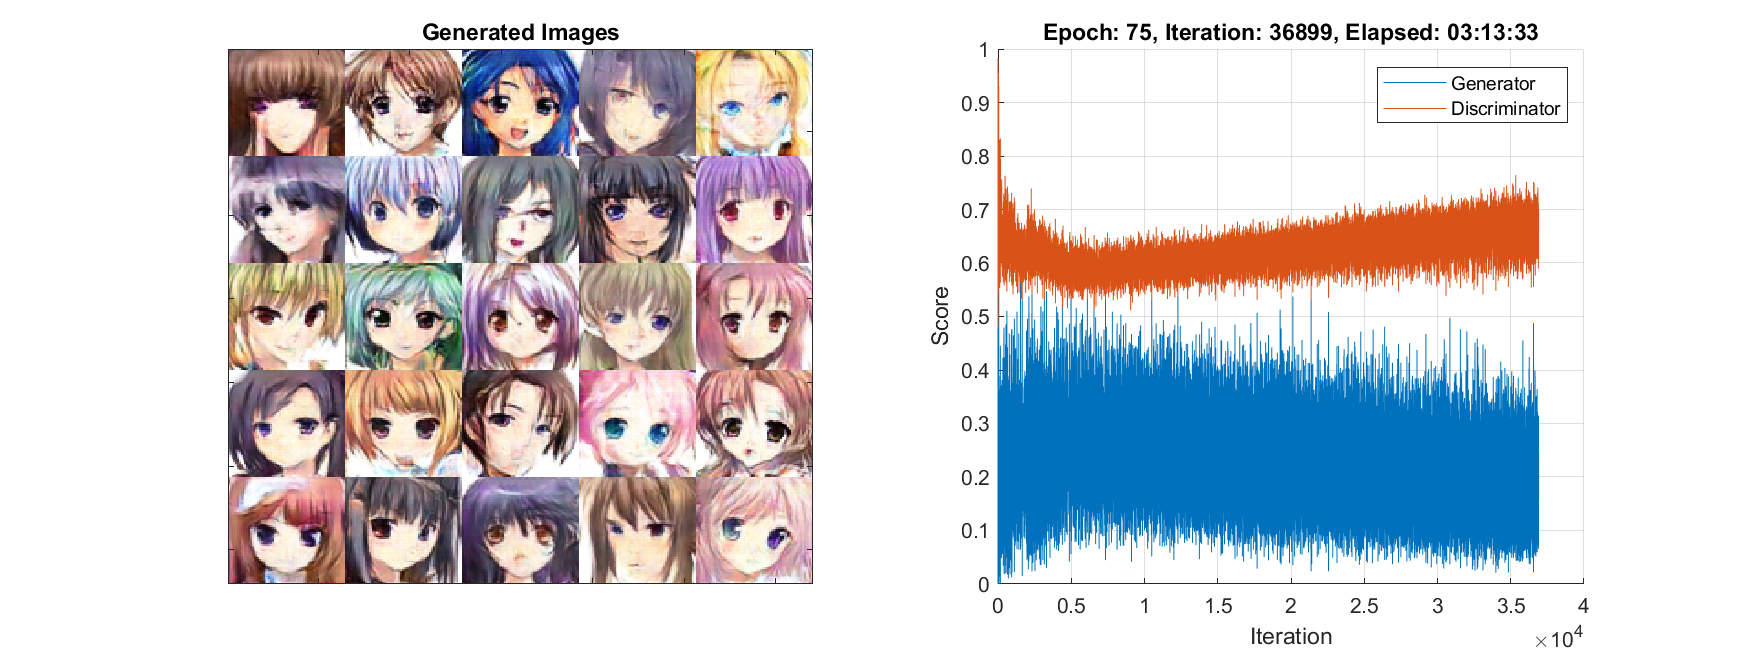 Generated Images
Epoch: 75, Iteration: 36899, Elapsed: 03:13:33
Generator
Discriminator
Score
1
0.9
0.8
0.7
0.6
0.5
0.4
0.3
0.2
0.1
0
0 0.5 1 1.5 2 2.5 3 3.5 4
Iteration
×10⁴